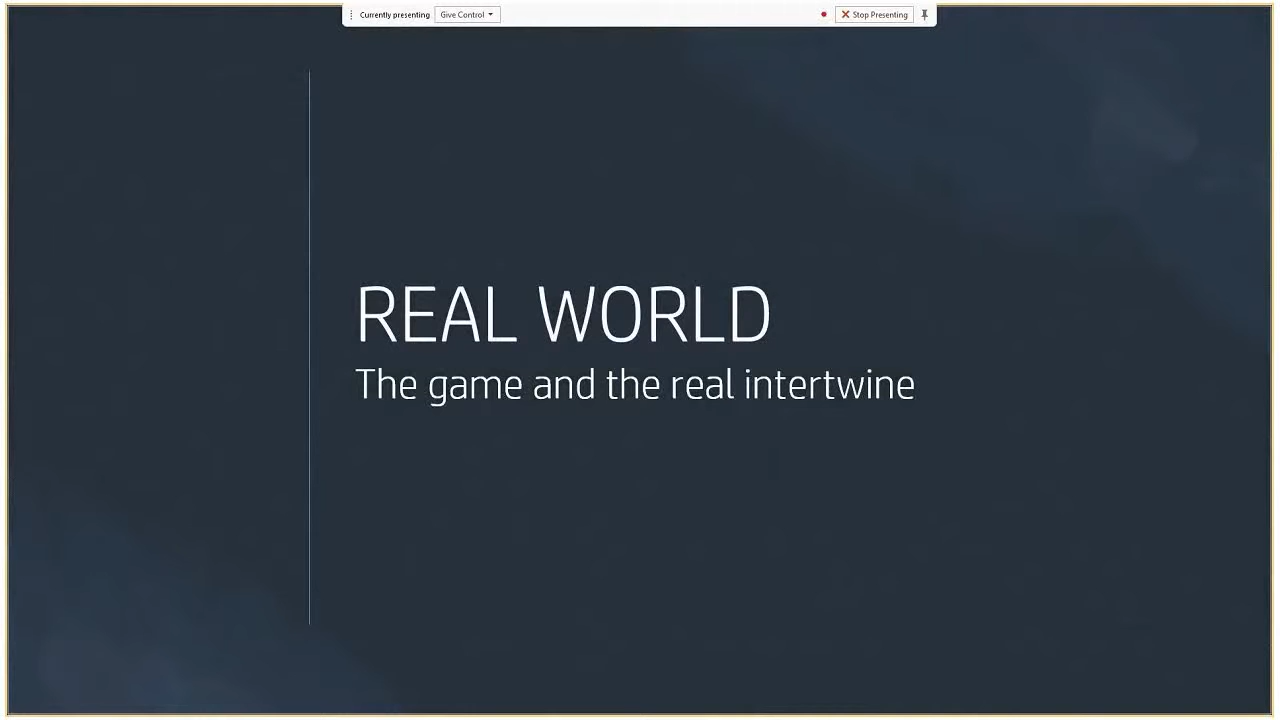 Currently presenting
Give Control
Stop Presenting
REAL WORLD
The game and the real intertwine